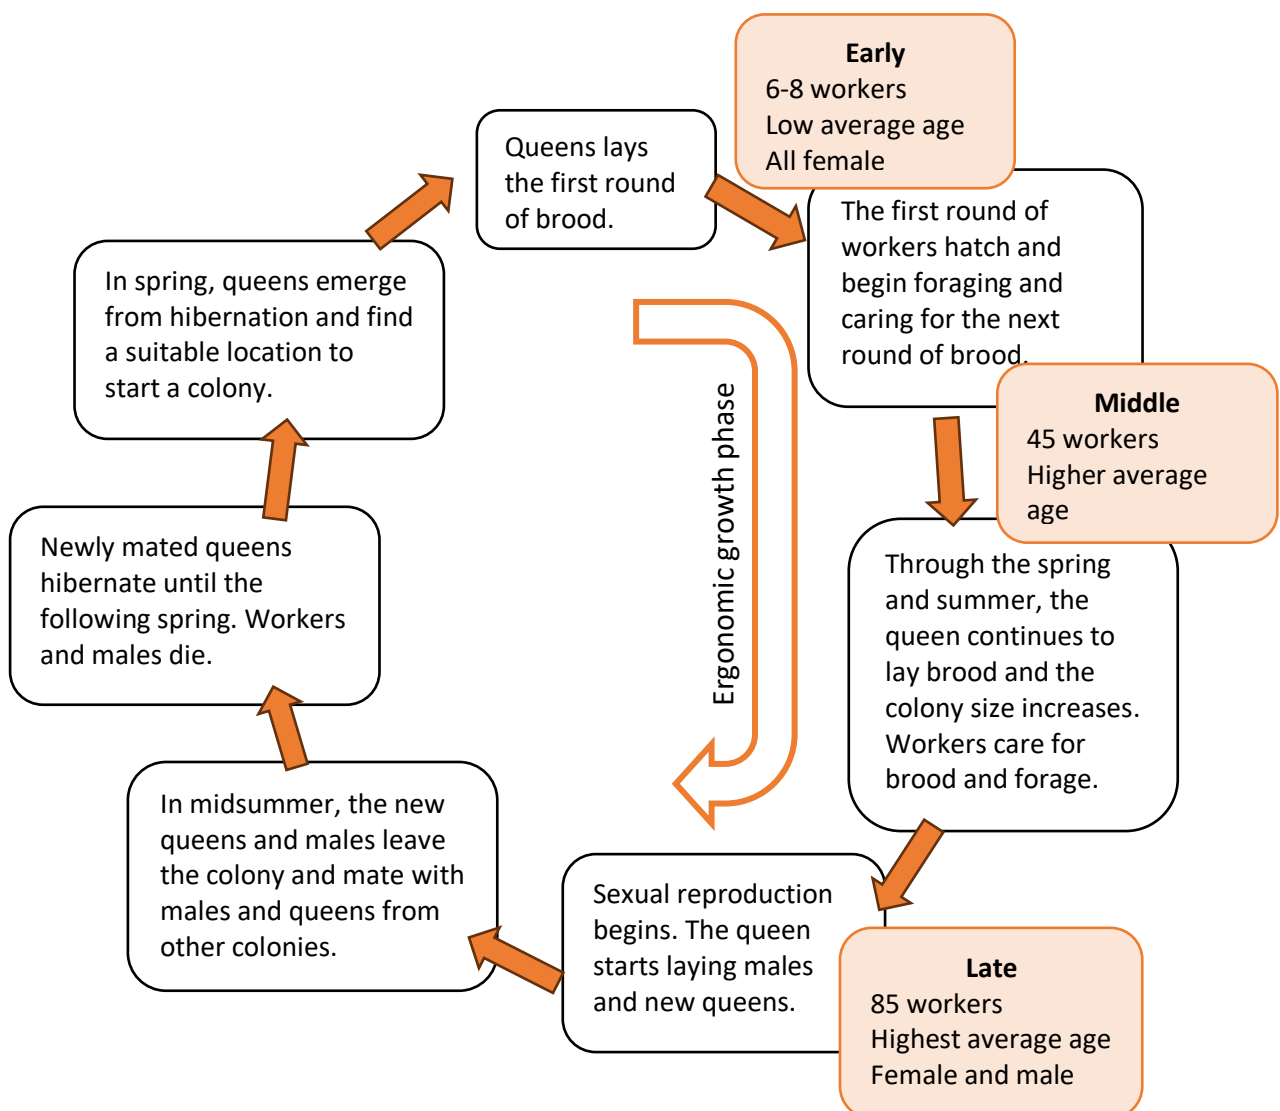 Queens lays
the first round
of brood.
Early
6-8 workers
Low average age
All female
The first round of
workers hatch and
begin foraging and
caring for the next
round of brood.
Middle
45 workers
Higher average
age
Through the spring
and summer, the
queen continues to
lay brood and the
colony size increases.
Workers care for
brood and forage.
Late
85 workers
Highest average age
Female and male
Sexual reproduction
begins. The queen
starts laying males
and new queens.
In midsummer, the new
queens and males leave
the colony and mate with
males and queens from
other colonies.
Newly mated queens
hibernate until the
following spring. Workers
and males die.
In spring, queens emerge
from hibernation and find
a suitable location to
start a colony.
Ergonomic growth phase